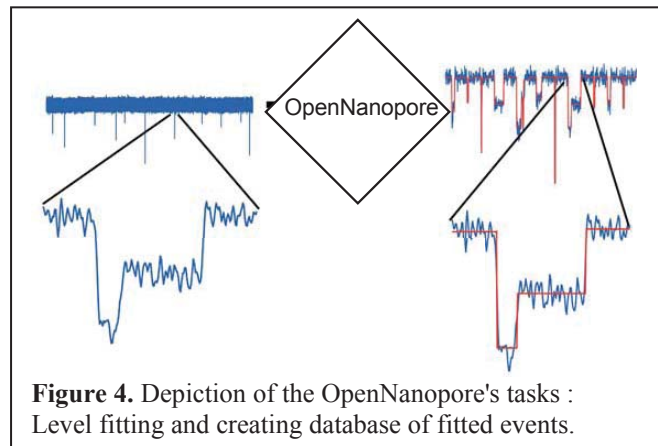 OpenNanopore
Figure 4. Depiction of the OpenNanopore's tasks :
Level fitting and creating database of fitted events.